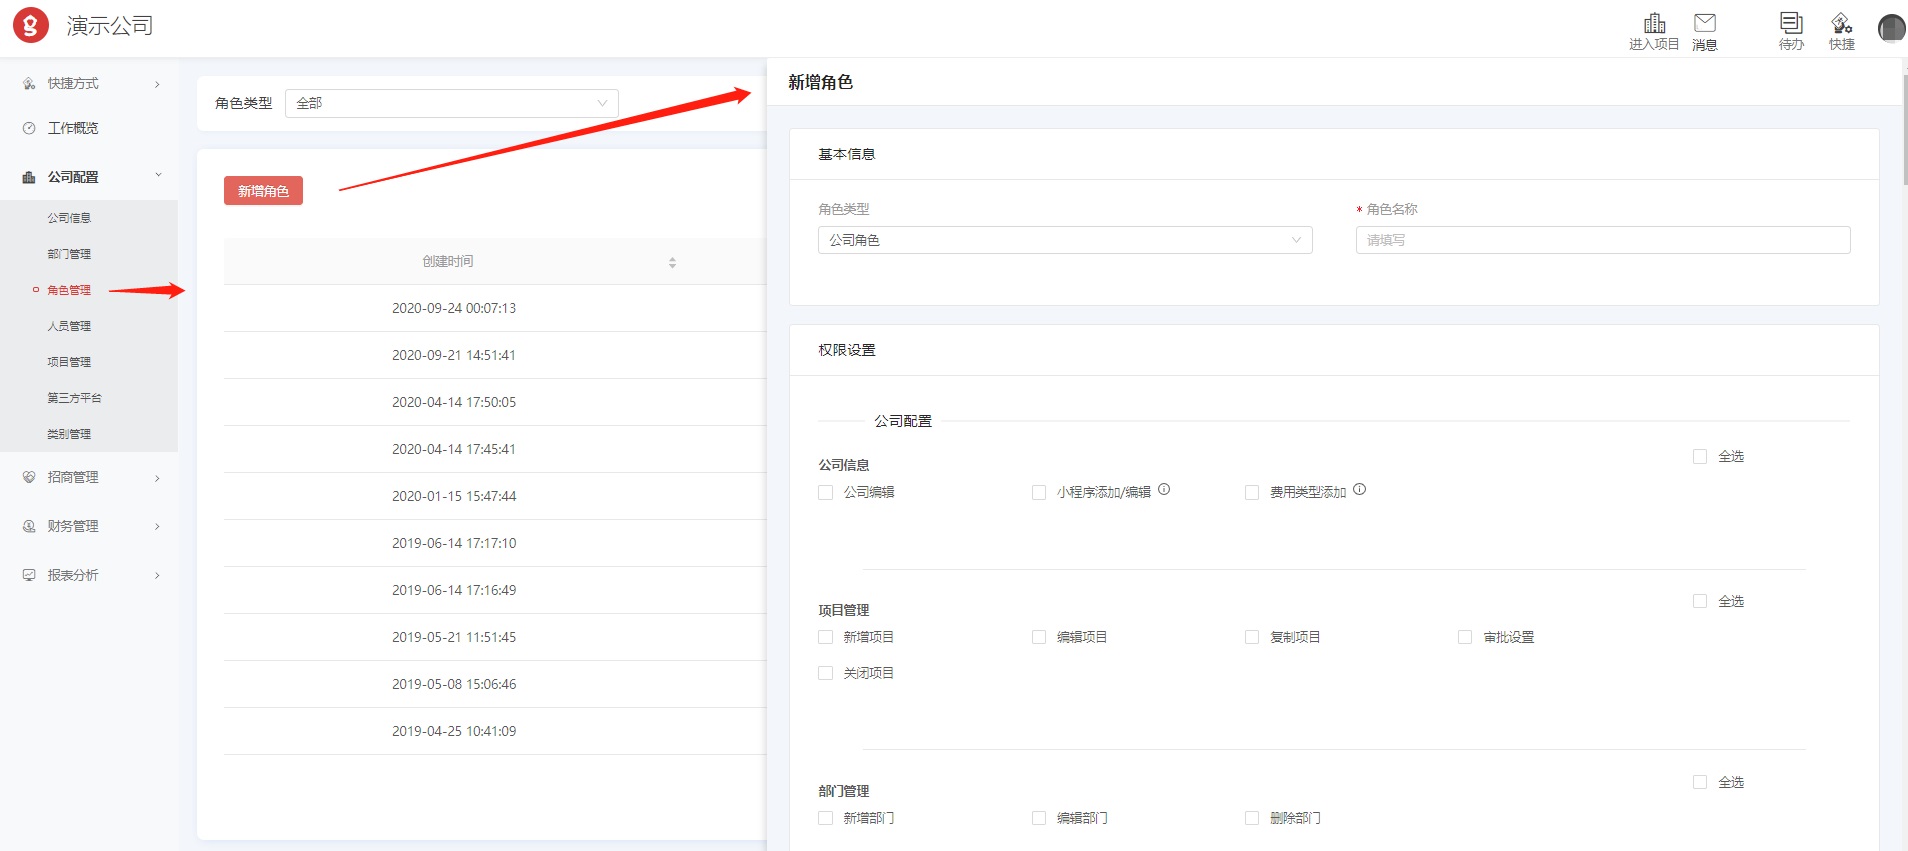 演示公司
进入项目
消息
待办
快捷
快捷方式
工作概览
公司配置
公司信息
部门管理
角色管理
人员管理
项目管理
第三方平台
类别管理
招商管理
财务管理
报表分析
角色类型 全部
新增角色
创建时间
2020-09-24 00:07:13
2020-09-21 14:51:41
2020-04-14 17:50:05
2020-04-14 17:45:41
2020-01-15 15:47:44
2019-06-14 17:17:10
2019-06-14 17:16:49
2019-05-21 11:51:45
2019-05-08 15:06:46
2019-04-25 10:41:09
新增角色
基本信息
角色类型 * 角色名称
公司角色 请填写
权限设置
公司配置
公司信息 全选
公司编辑 小程序添加/编辑 费用类型添加
项目管理 全选
新增项目 编辑项目 复制项目 审批设置
关闭项目
部门管理 全选
新增部门 编辑部门 删除部门